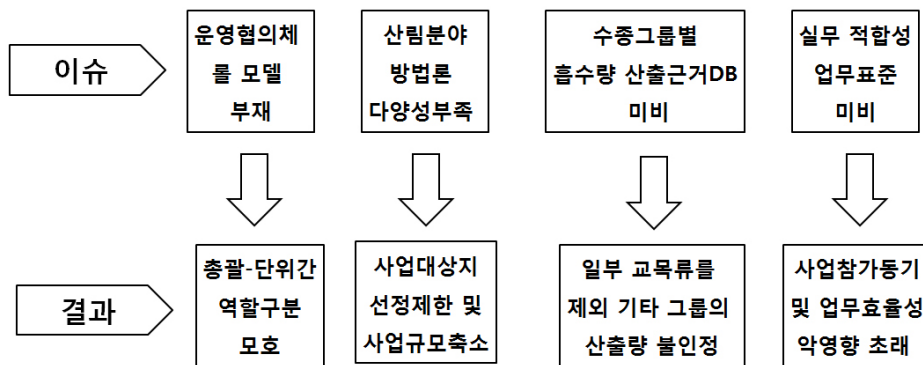 이슈
운영협의체
롤 모델
부재
산림분야
방법론
다양성부족
수종그룹별
흡수량 산출근거DB
미비
실무 적합성
업무표준
미비
결과
총괄-단위간
역할구분
모호
사업대상지
선정제한 및
사업규모축소
일부 교목류를
제외 기타 그룹의
산출량 불인정
사업참가동기
및 업무효율성
악영향 초래